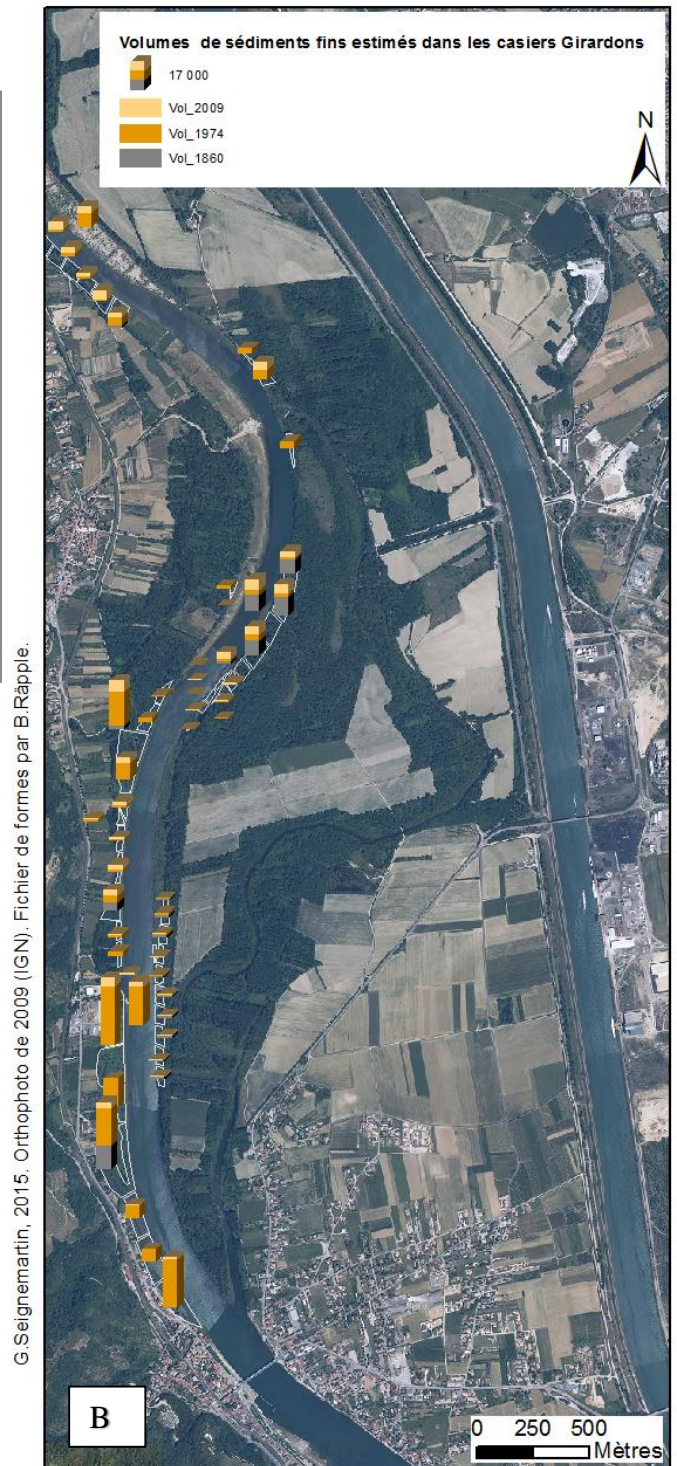 Volumes de sédiments fins estimés dans les casiers Girardons
17 000
Vol_2009
Vol_1974
Vol_1860
N
G.Seignemartin, 2015. Orthophoto de 2009 (IGN). Fichier de formes par B.Räpple.
B
0 250 500
Mètres